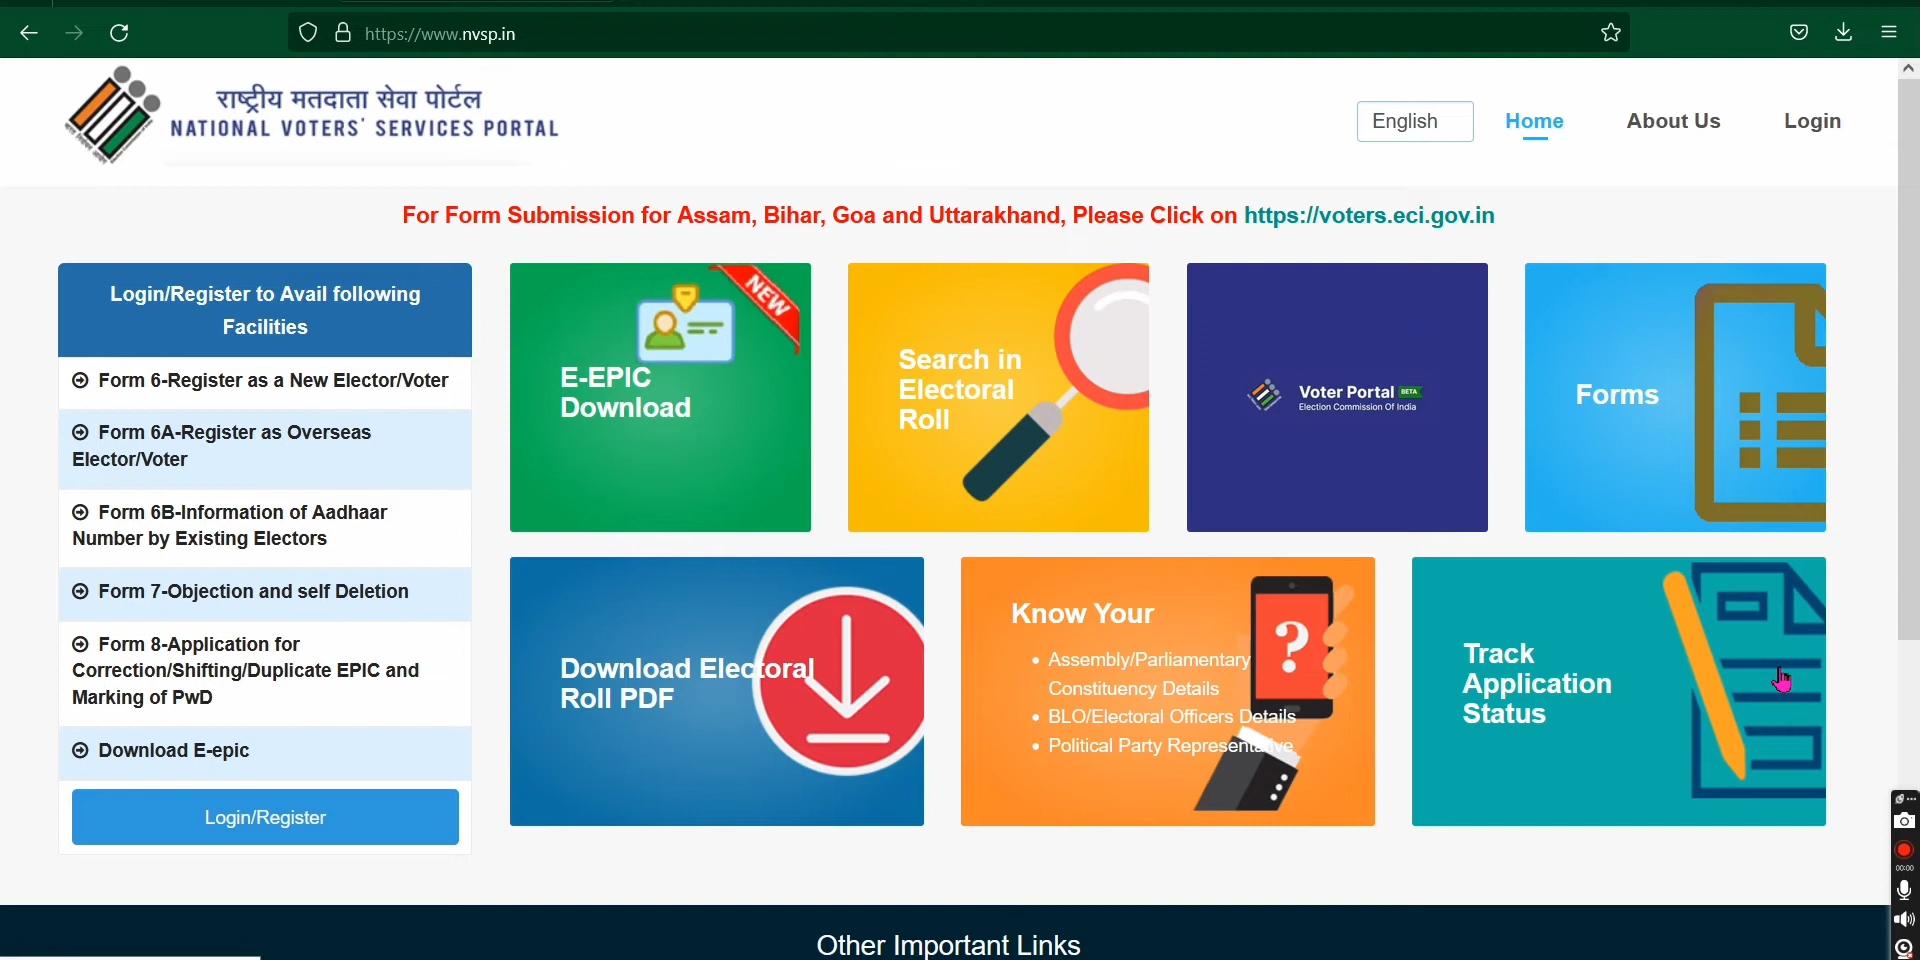 https://www.nvsp.in
राष्ट्रीय मतदाता सेवा पोर्टल
NATIONAL VOTERS' SERVICES PORTAL
English
Home
About Us
Login
For Form Submission for Assam, Bihar, Goa and Uttarakhand, Please Click on https://voters.eci.gov.in
Login/Register to Avail following
Facilities
Form 6-Register as a New Elector/Voter
Form 6A-Register as Overseas
Elector/Voter
Form 6B-Information of Aadhaar
Number by Existing Electors
Form 7-Objection and self Deletion
Form 8-Application for
Correction/Shifting/Duplicate EPIC and
Marking of PwD
Download E-epic
Login/Register
NEW
E-EPIC
Download
Search in
Electoral
Roll
Voter Portal BETA
Election Commission Of India
Forms
Download Electoral
Roll PDF
Know Your
?
Assembly/Parliamentary
Constituency Details
BLO/Electoral Officers Details
Political Party Representative
Track
Application
Status
00:00
Other Important Links